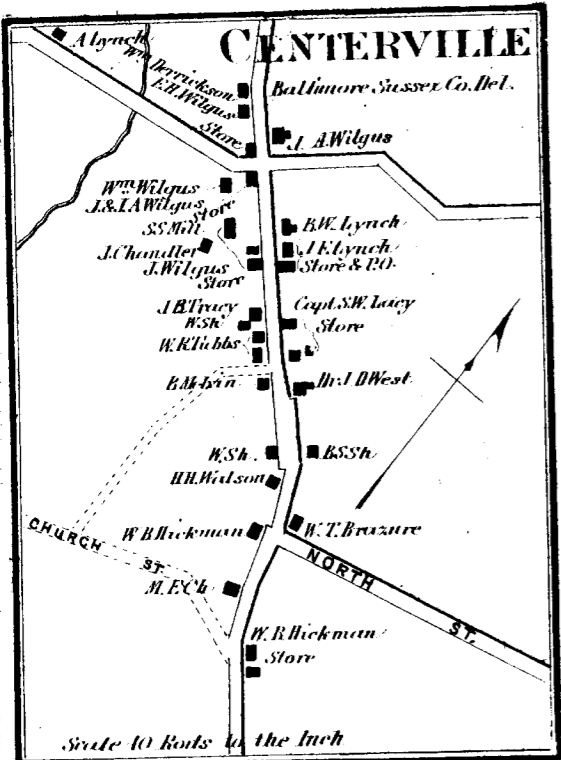 CENTERVILLE
Baltimore Sussex Co. Del.
A Lynch
Wm Derrickson
E.H. Wilgus
Store
J. A. Wilgus
Wm Wilgus
J. & I. A Wilgus
Store
S.S. Mill
J. Chandler
J. Wilgus
Store
B.W. Lynch
J. E. Lynch
Store & P.O.
J.B. Tracy
W.Sh.
W.R. Tubbs
Capt. S.W. Lacy
Store
Dr. J. D West
W.Sh.
B.S.Sh
H.H. Watson
W. B. Hickman
W. T. Brazure
CHURCH
ST.
NORTH
ST.
M. E. Ch
W. R. Hickman
Store
Scale 40 Rods to the Inch